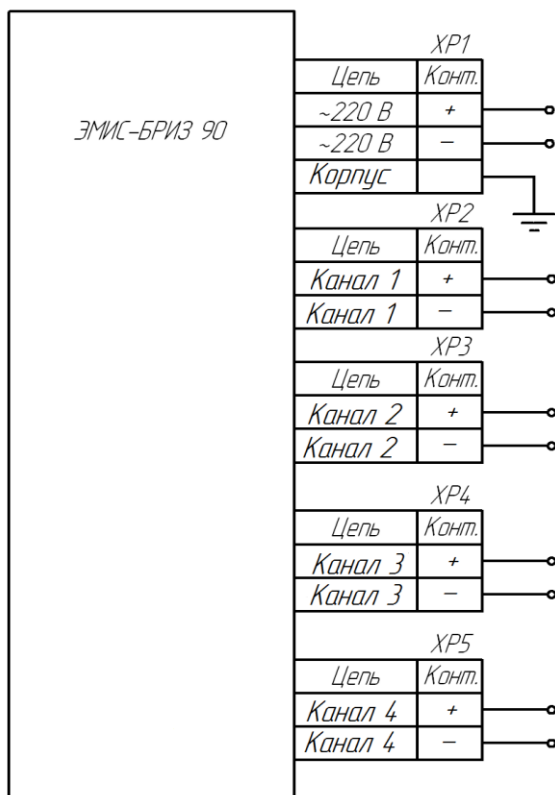 ЭМИС-БРИЗ 90
XP1
Цепь Конт.
~220 В +
~220 В −
Корпус
XP2
Цепь Конт.
Канал 1 +
Канал 1 −
XP3
Цепь Конт.
Канал 2 +
Канал 2 −
XP4
Цепь Конт.
Канал 3 +
Канал 3 −
XP5
Цепь Конт.
Канал 4 +
Канал 4 −